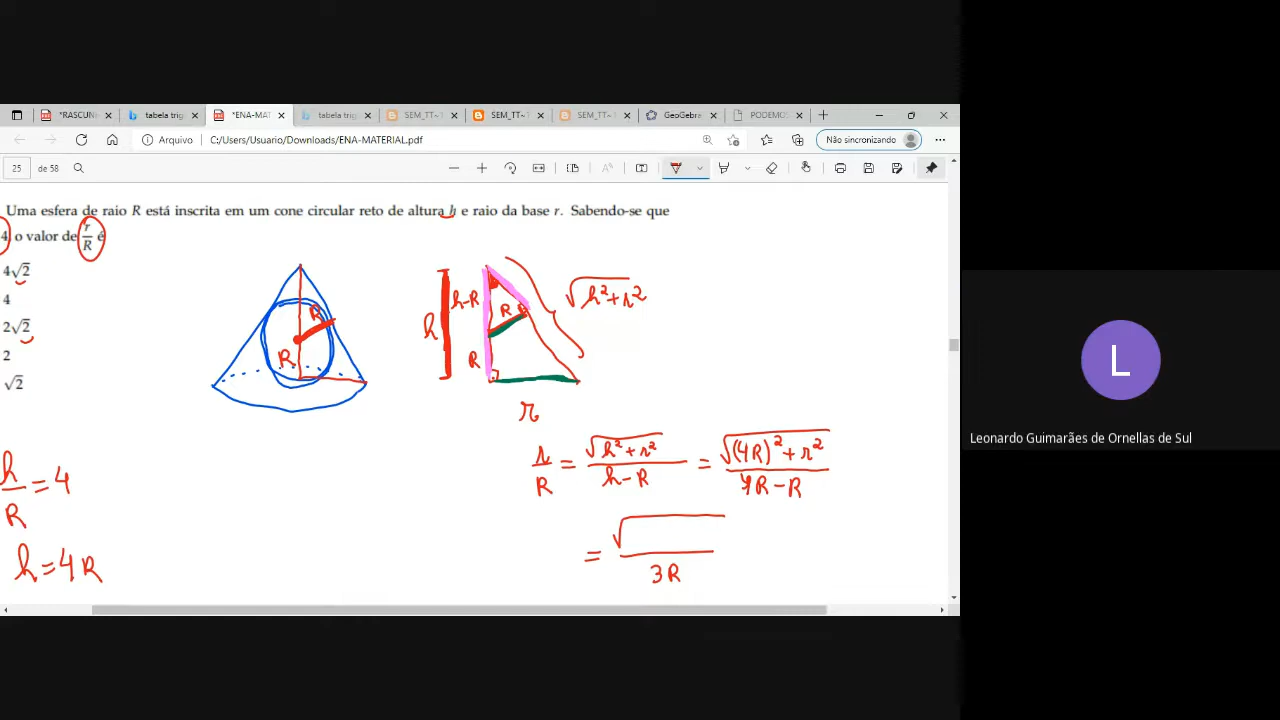 *RASCUN
tabela trig
*ENA-MAT
tabela trig
SEM_TT~
SEM_TT~1
SEM_TT~1
GeoGebra
PODEMOS
Arquivo | C:/Users/Usuario/Downloads/ENA-MATERIAL.pdf
Não sincronizando
25 de 58
Uma esfera de raio R está inscrita em um cone circular reto de altura h e raio da base r. Sabendo-se que
4, o valor de r/R é
4√2
4
2√2
2
√2
R
R
h
h-R
R
R
√(h²+r²)
r
r/R = √(h²+r²)/(h-R) = √((4R)²+r²)/(4R-R)
= √ /3R
h/R = 4
h=4R
L
Leonardo Guimarães de Ornellas de Sul